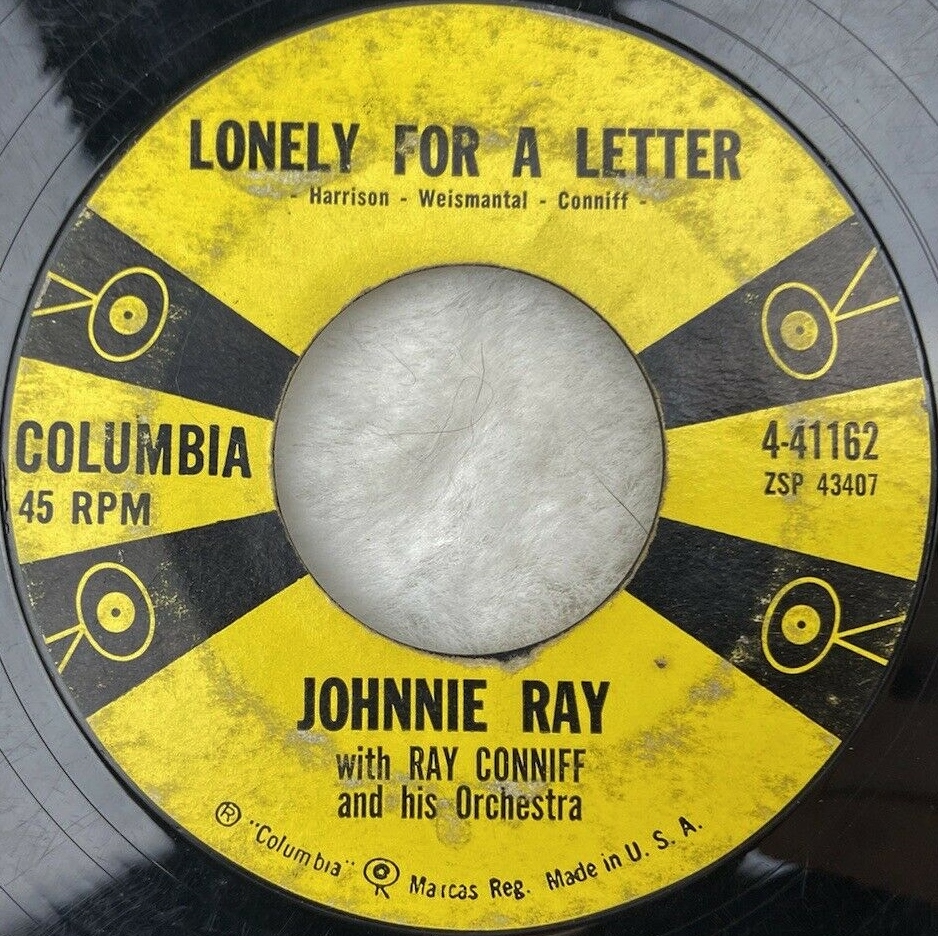 LONELY FOR A LETTER
- Harrison - Weismantal - Conniff -
COLUMBIA
45 RPM
4-41162
ZSP 43407
JOHNNIE RAY
with RAY CONNIFF
and his Orchestra
® "Columbia" Marcas Reg. Made in U. S. A.